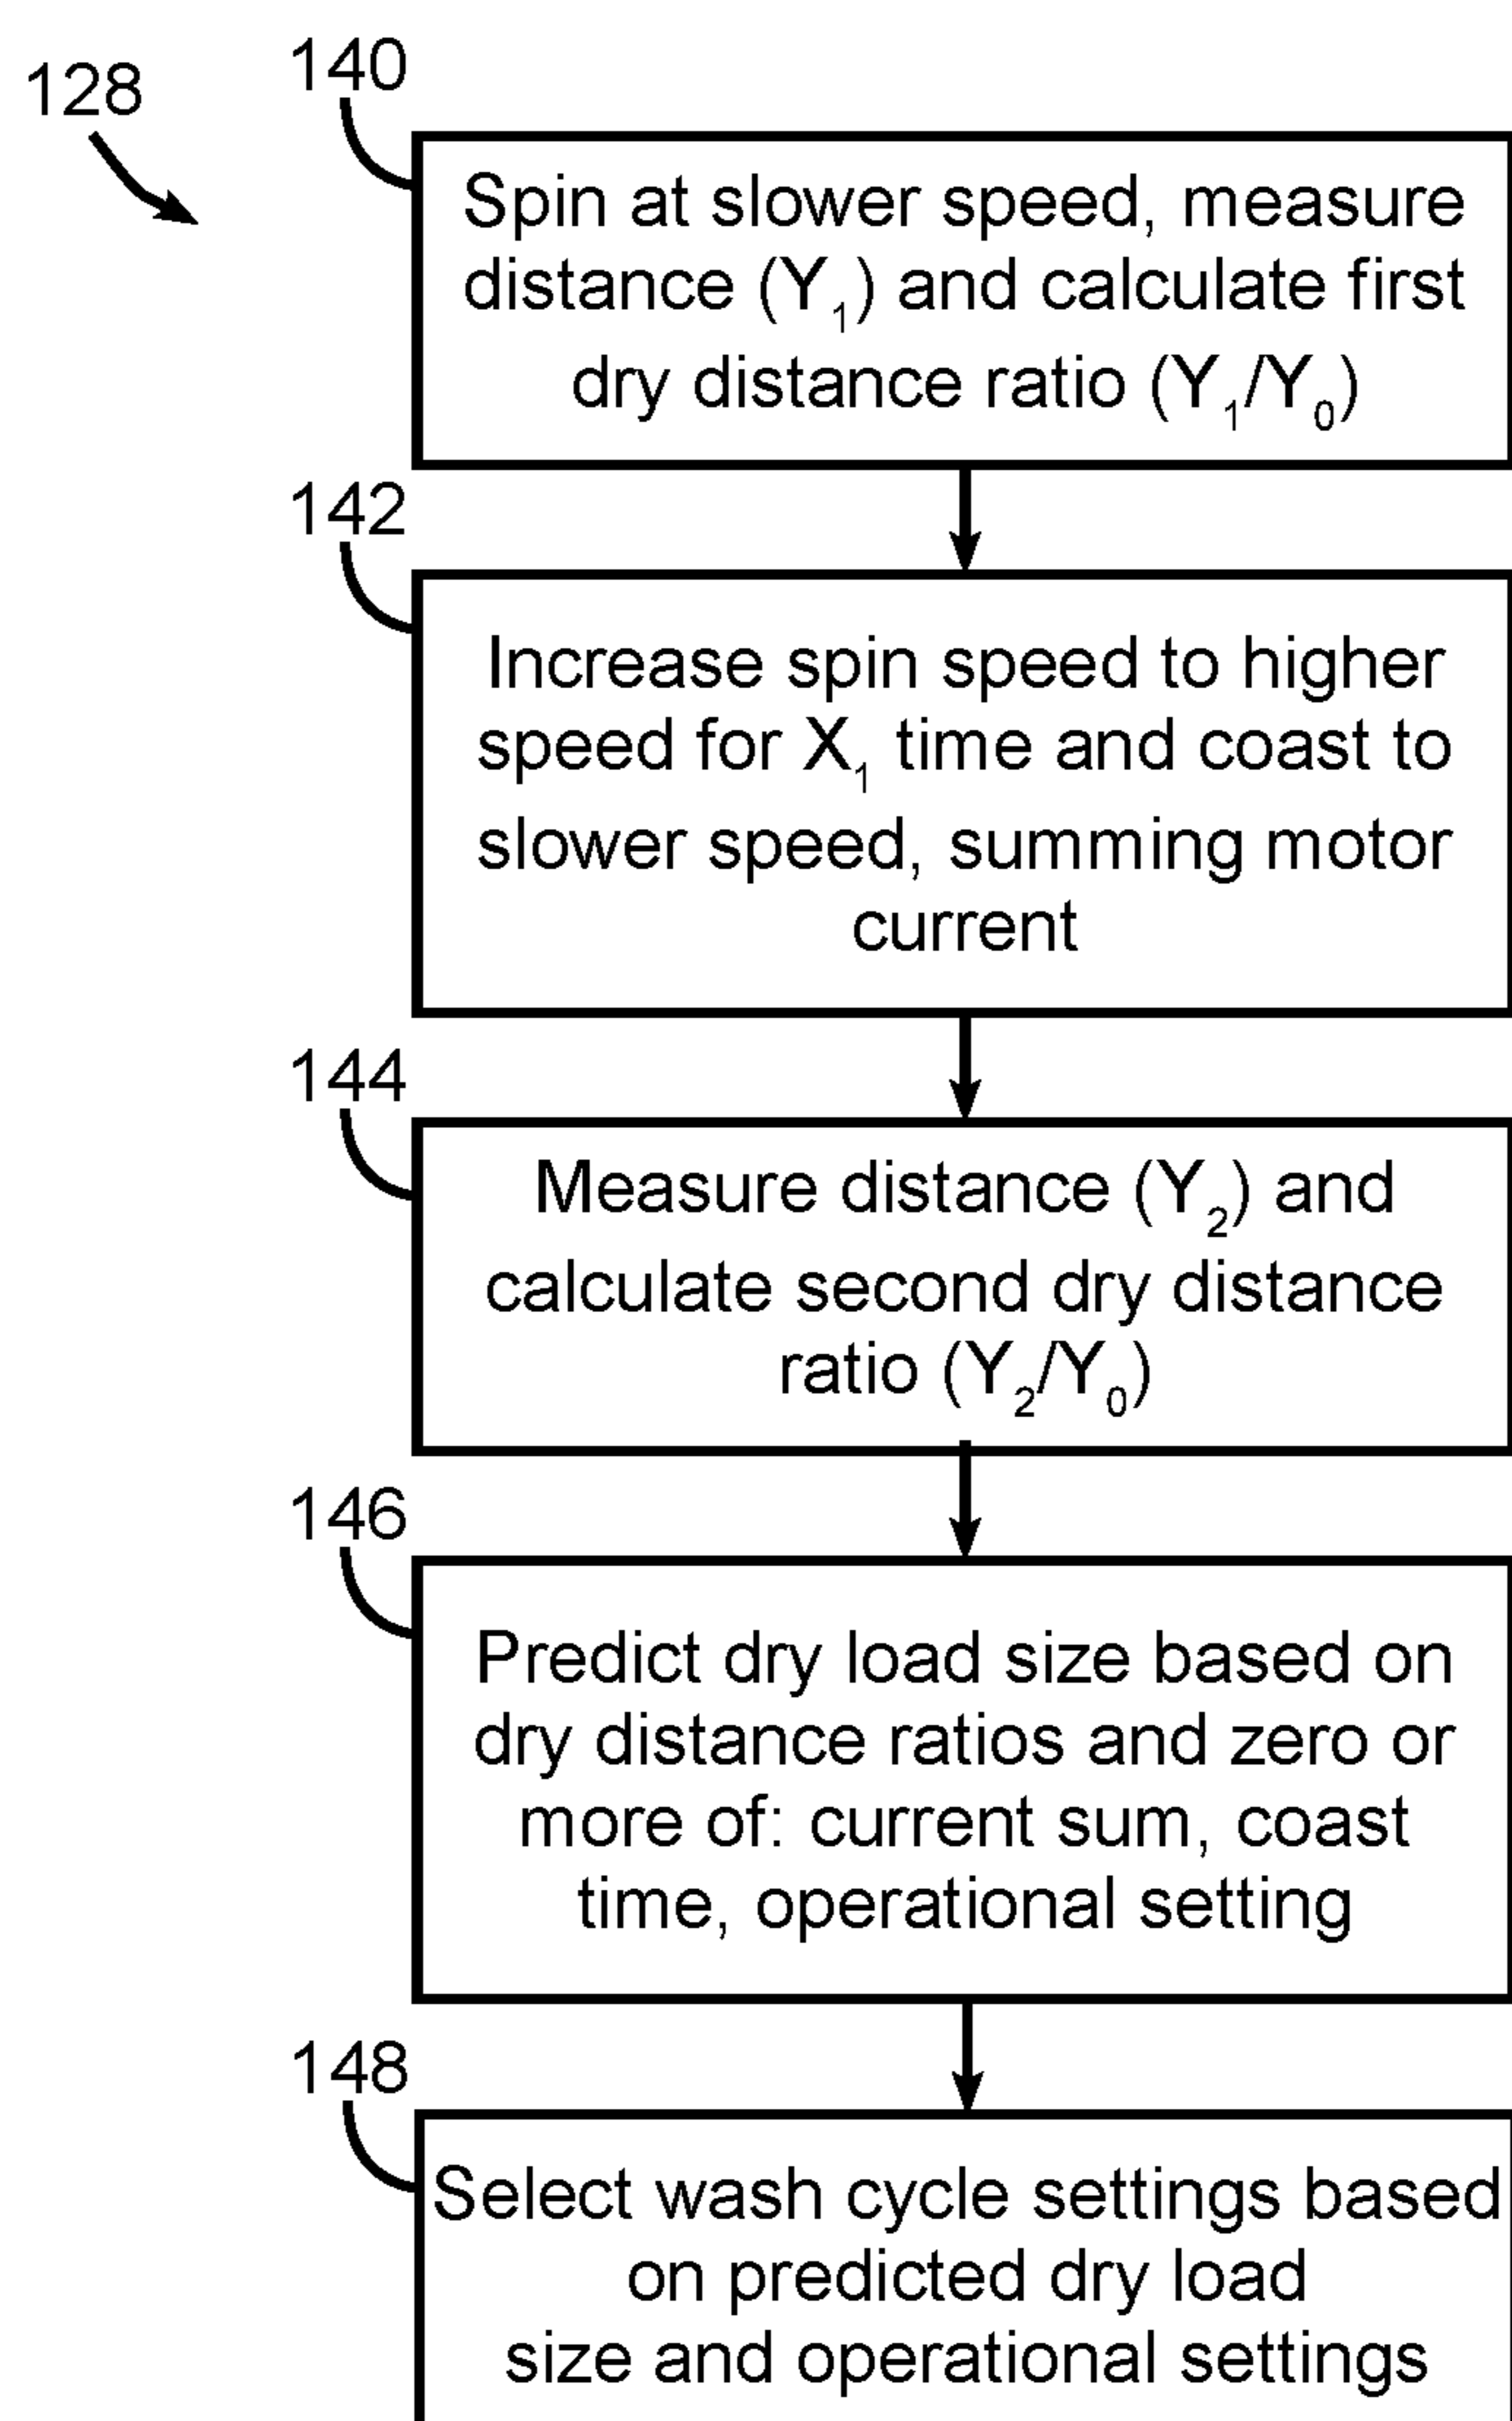 128
140
Spin at slower speed, measure
distance (Y₁) and calculate first
dry distance ratio (Y₁/Y₀)
142
Increase spin speed to higher
speed for X₁ time and coast to
slower speed, summing motor
current
144
Measure distance (Y₂) and
calculate second dry distance
ratio (Y₂/Y₀)
146
Predict dry load size based on
dry distance ratios and zero or
more of: current sum, coast
time, operational setting
148
Select wash cycle settings based
on predicted dry load
size and operational settings